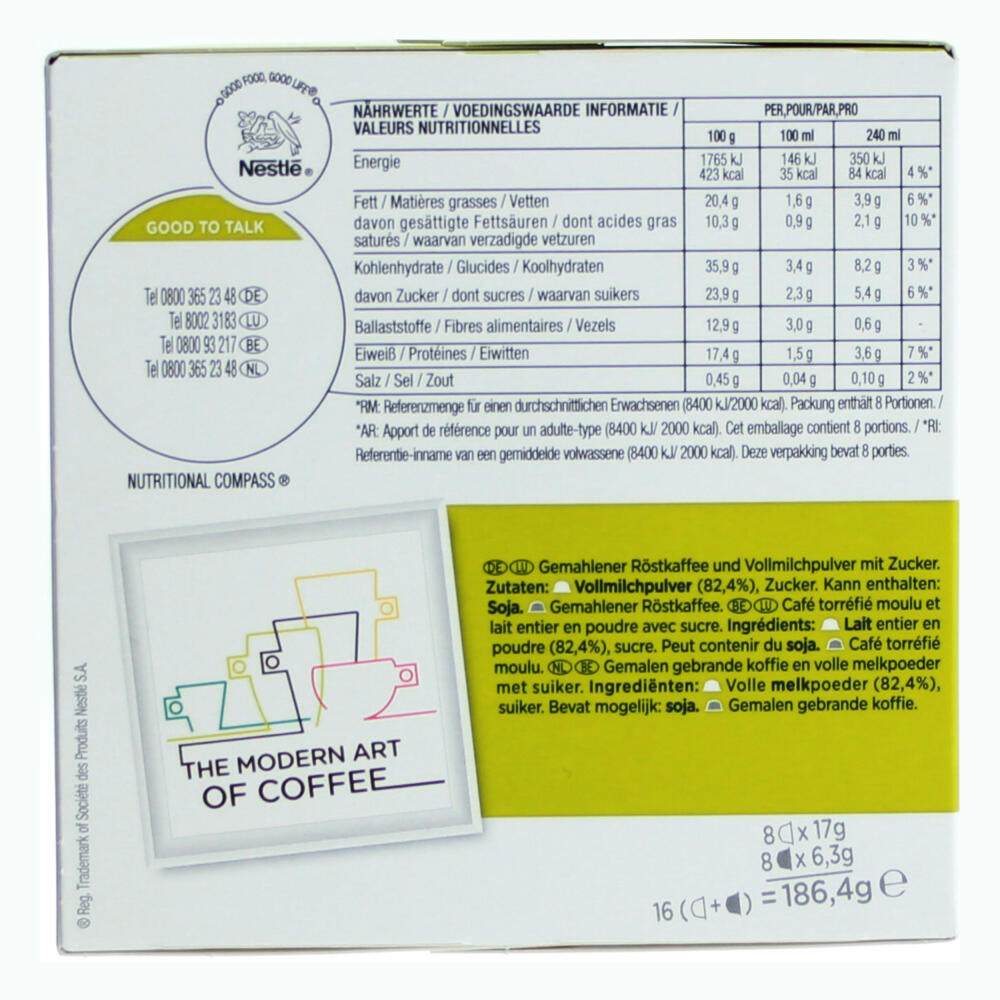 GOOD FOOD, GOOD LIFE®
Nestlé®
GOOD TO TALK
Tel 0800 365 23 48 DE
Tel 8002 3183 LU
Tel 0800 93 217 BE
Tel 0800 365 23 48 NL
NUTRITIONAL COMPASS ®
NÄHRWERTE / VOEDINGSWAARDE INFORMATIE /
VALEURS NUTRITIONNELLES
PER,POUR/PAR,PRO
100 g 100 ml 240 ml
Energie 1765 kJ 146 kJ 350 kJ
423 kcal 35 kcal 84 kcal 4 %*
Fett / Matières grasses / Vetten 20,4 g 1,6 g 3,9 g 6 %*
davon gesättigte Fettsäuren / dont acides gras 10,3 g 0,9 g 2,1 g 10 %*
saturés / waarvan verzadigde vetzuren
Kohlenhydrate / Glucides / Koolhydraten 35,9 g 3,4 g 8,2 g 3 %*
davon Zucker / dont sucres / waarvan suikers 23,9 g 2,3 g 5,4 g 6 %*
Ballaststoffe / Fibres alimentaires / Vezels 12,9 g 3,0 g 0,6 g -
Eiweiß / Protéines / Eiwitten 17,4 g 1,5 g 3,6 g 7 %*
Salz / Sel / Zout 0,45 g 0,04 g 0,10 g 2 %*
*RM: Referenzmenge für einen durchschnittlichen Erwachsenen (8400 kJ/2000 kcal). Packung enthält 8 Portionen. /
*AR: Apport de référence pour un adulte-type (8400 kJ/ 2000 kcal). Cet emballage contient 8 portions. / *RI:
Referentie-inname van een gemiddelde volwassene (8400 kJ/ 2000 kcal). Deze verpakking bevat 8 porties.
DE LU Gemahlener Röstkaffee und Vollmilchpulver mit Zucker.
Zutaten: Vollmilchpulver (82,4%), Zucker. Kann enthalten:
Soja. Gemahlener Röstkaffee. BE LU Café torréfié moulu et
lait entier en poudre avec sucre. Ingrédients: Lait entier en
poudre (82,4%), sucre. Peut contenir du soja. Café torréfié
moulu. NL BE Gemalen gebrande koffie en volle melkpoeder
met suiker. Ingrediënten: Volle melkpoeder (82,4%),
suiker. Bevat mogelijk: soja. Gemalen gebrande koffie.
THE MODERN ART
OF COFFEE
® Reg. Trademark of Société des Produits Nestlé S.A.
8 x 17g
8 x 6,3g
16 ( + ) = 186,4g ℮